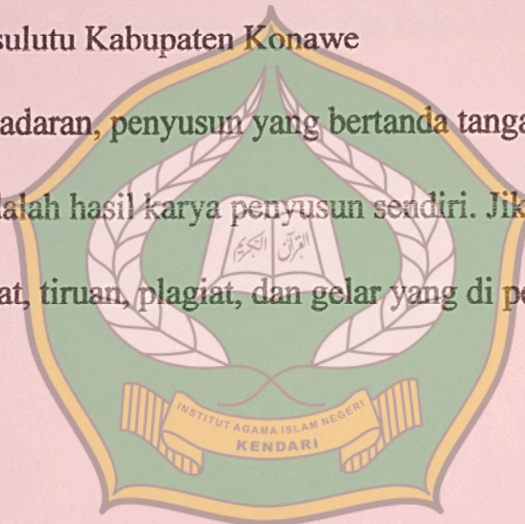 sulutu Kabupaten Konawe
adaran, penyusun yang bertanda tanga
dalah hasil karya penyusun sendiri. Jik
القرآن الكريم
at, tiruan, plagiat, dan gelar yang di pe
INSTITUT AGAMA ISLAM NEGERI
KENDARI